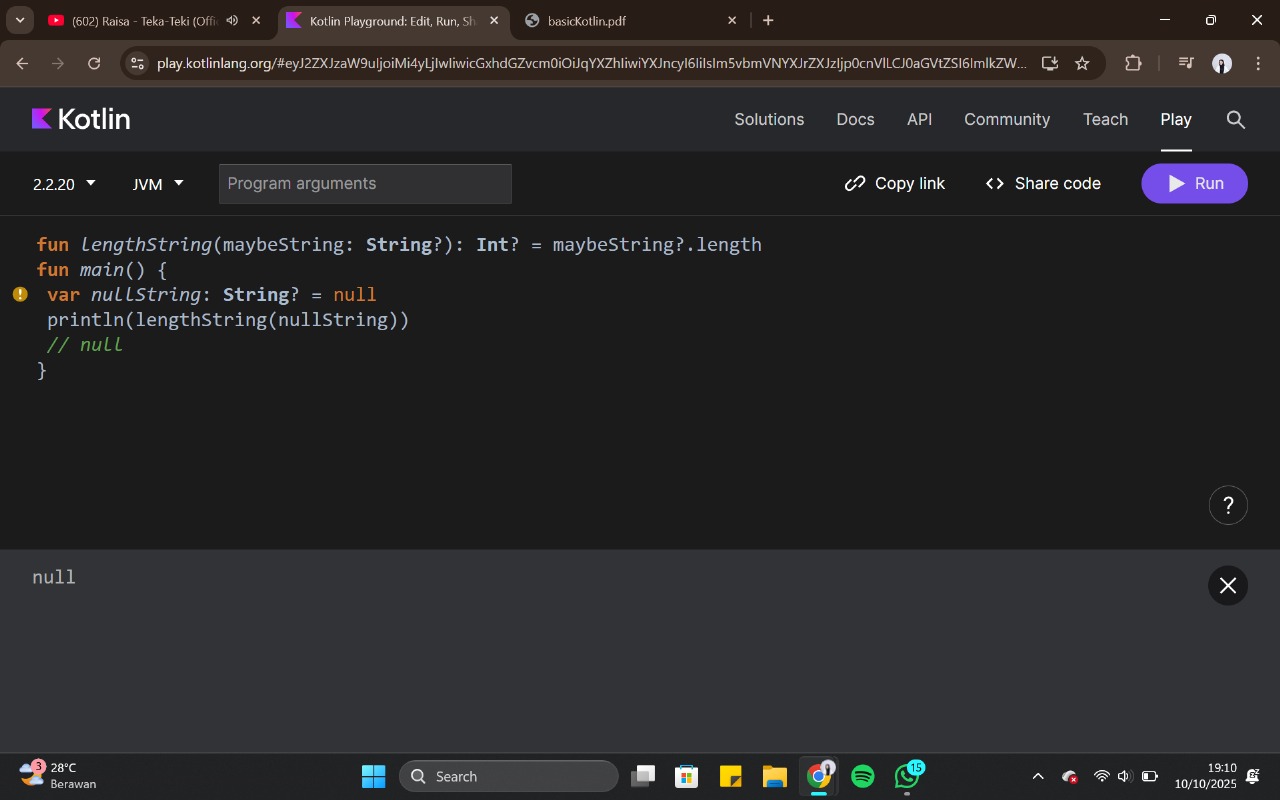 (602) Raisa - Teka-Teki (Offic
Kotlin Playground: Edit, Run, Sh
basicKotlin.pdf
play.kotlinlang.org/#eyJ2ZXJzaW9uIjoiMi4yLjIwIiwicGxhdGZvcm0iOiJqYXZhIiwiYXJncyI6IiIsIm5vbmVNYXJrZXJzIjp0cnVlLCJ0aGVtZSI6ImlkZW...
Kotlin
Solutions
Docs
API
Community
Teach
Play
2.2.20
JVM
Program arguments
Copy link
Share code
Run
fun lengthString(maybeString: String?): Int? = maybeString?.length
fun main() {
var nullString: String? = null
println(lengthString(nullString))
// null
}
?
null
3
28°C
Berawan
Search
15
19:10
10/10/2025